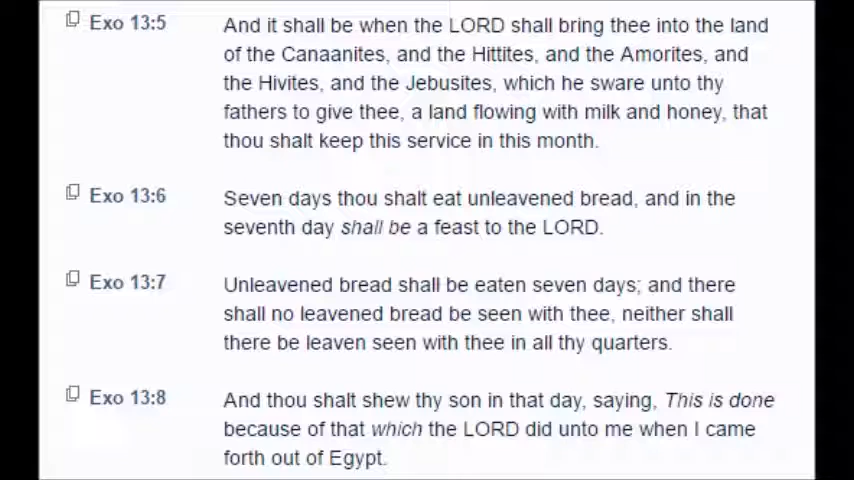 Exo 13:5 And it shall be when the LORD shall bring thee into the land
of the Canaanites, and the Hittites, and the Amorites, and
the Hivites, and the Jebusites, which he sware unto thy
fathers to give thee, a land flowing with milk and honey, that
thou shalt keep this service in this month.
Exo 13:6 Seven days thou shalt eat unleavened bread, and in the
seventh day shall be a feast to the LORD.
Exo 13:7 Unleavened bread shall be eaten seven days; and there
shall no leavened bread be seen with thee, neither shall
there be leaven seen with thee in all thy quarters.
Exo 13:8 And thou shalt shew thy son in that day, saying, This is done
because of that which the LORD did unto me when I came
forth out of Egypt.